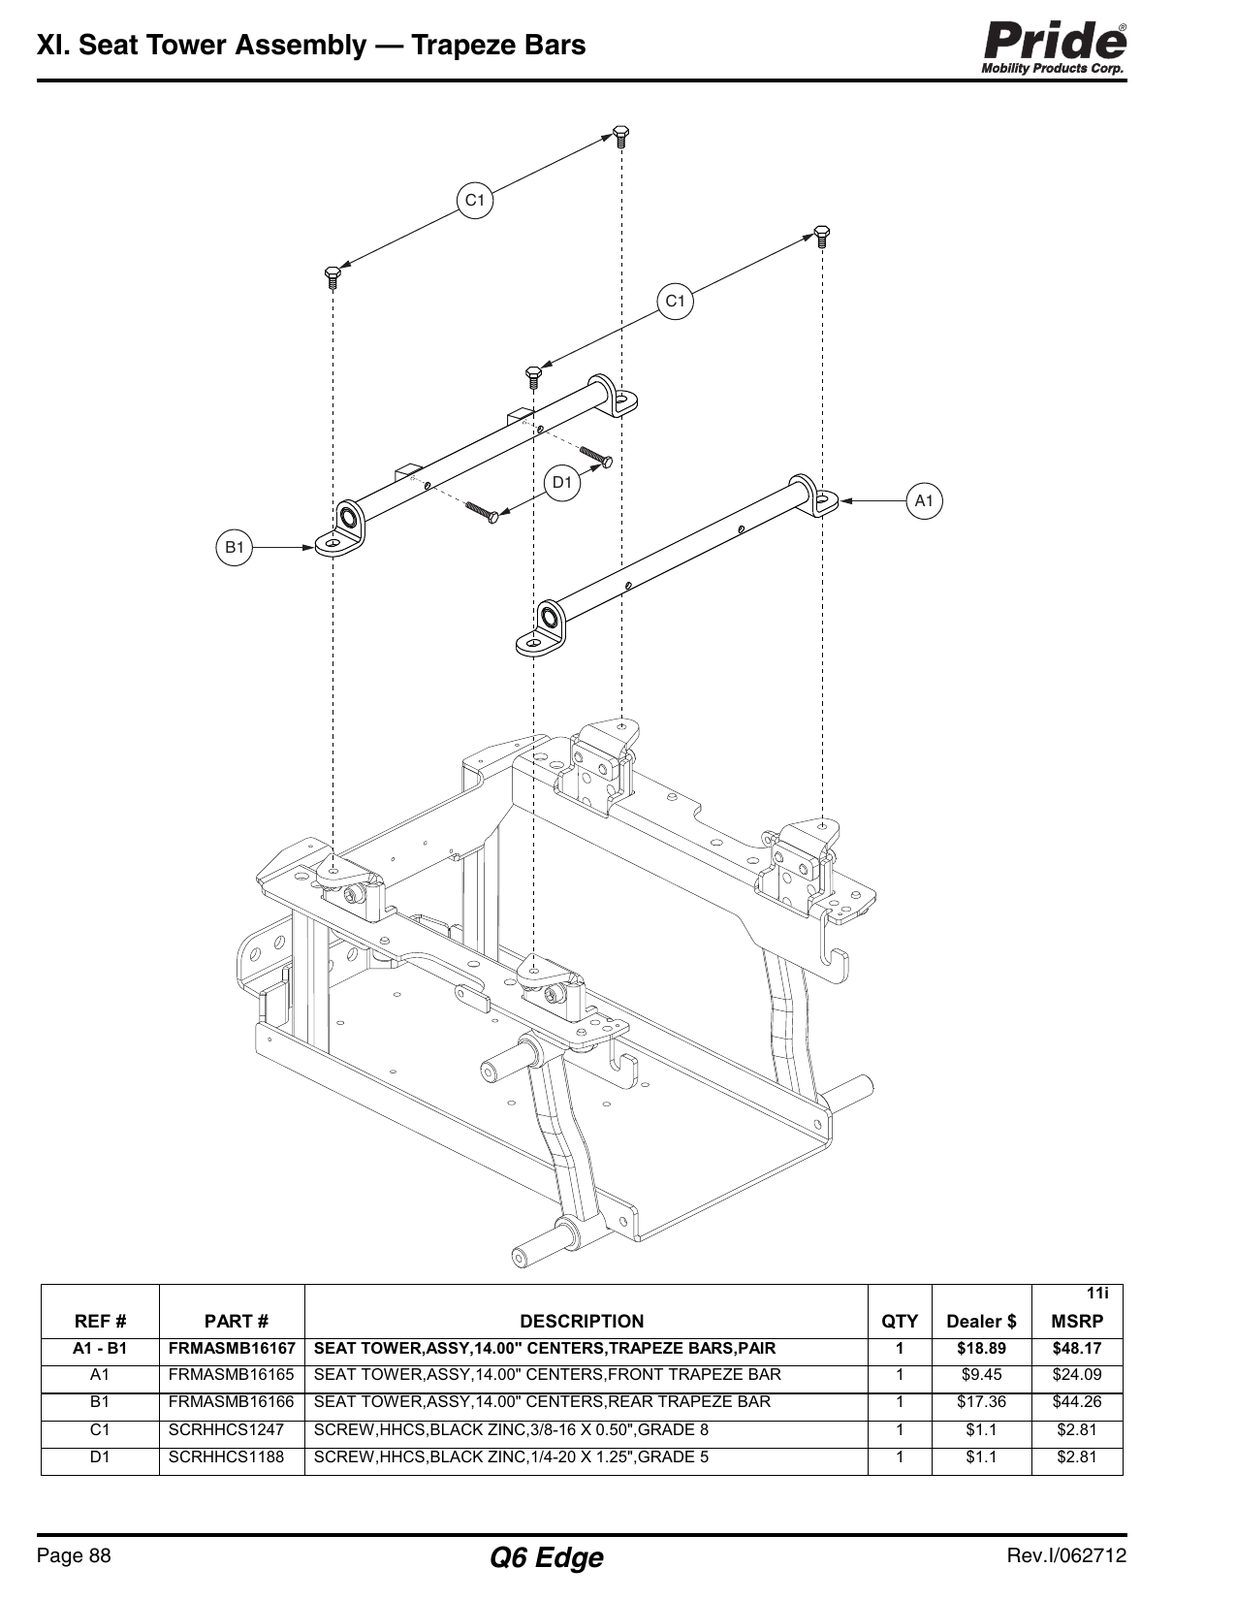 XI. Seat Tower Assembly — Trapeze Bars
Pride®
Mobility Products Corp.
C1
C1
D1
A1
B1
11i
REF # PART # DESCRIPTION QTY Dealer $ MSRP
A1 - B1 FRMASMB16167 SEAT TOWER,ASSY,14.00" CENTERS,TRAPEZE BARS,PAIR 1 $18.89 $48.17
A1 FRMASMB16165 SEAT TOWER,ASSY,14.00" CENTERS,FRONT TRAPEZE BAR 1 $9.45 $24.09
B1 FRMASMB16166 SEAT TOWER,ASSY,14.00" CENTERS,REAR TRAPEZE BAR 1 $17.36 $44.26
C1 SCRHHCS1247 SCREW,HHCS,BLACK ZINC,3/8-16 X 0.50",GRADE 8 1 $1.1 $2.81
D1 SCRHHCS1188 SCREW,HHCS,BLACK ZINC,1/4-20 X 1.25",GRADE 5 1 $1.1 $2.81
Page 88 Q6 Edge Rev.I/062712